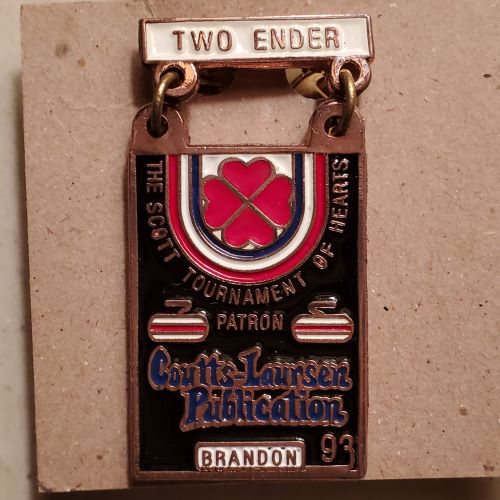 TWO ENDER
THE SCOTT TOURNAMENT OF HEARTS
PATRON
Coutts-Laursen
Publication
BRANDON 93